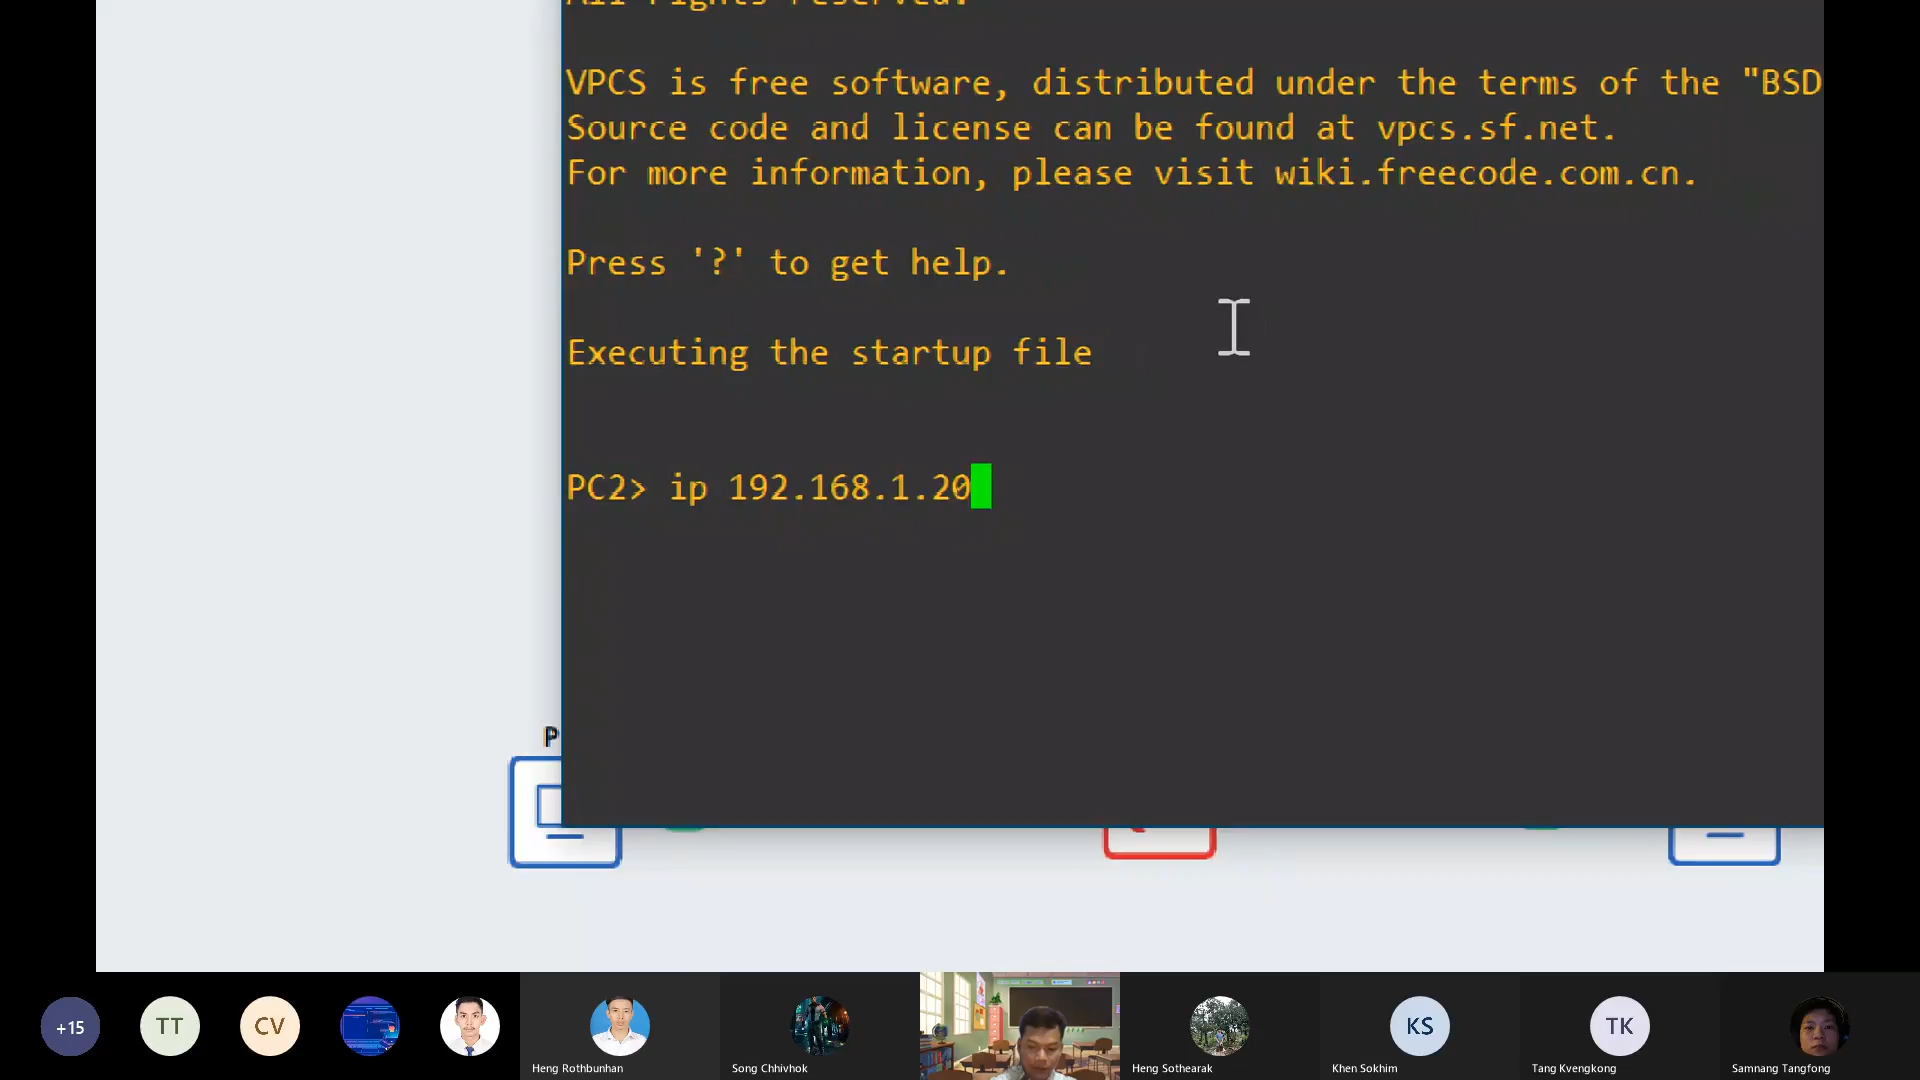 All rights reserved.
VPCS is free software, distributed under the terms of the "BSD
Source code and license can be found at vpcs.sf.net.
For more information, please visit wiki.freecode.com.cn.
Press '?' to get help.
Executing the startup file
PC2> ip 192.168.1.20
P
+15
TT
CV
Heng Rothbunhan
Song Chhivhok
Heng Sothearak
KS
Khen Sokhim
TK
Tang Kvengkong
Samnang Tangfong